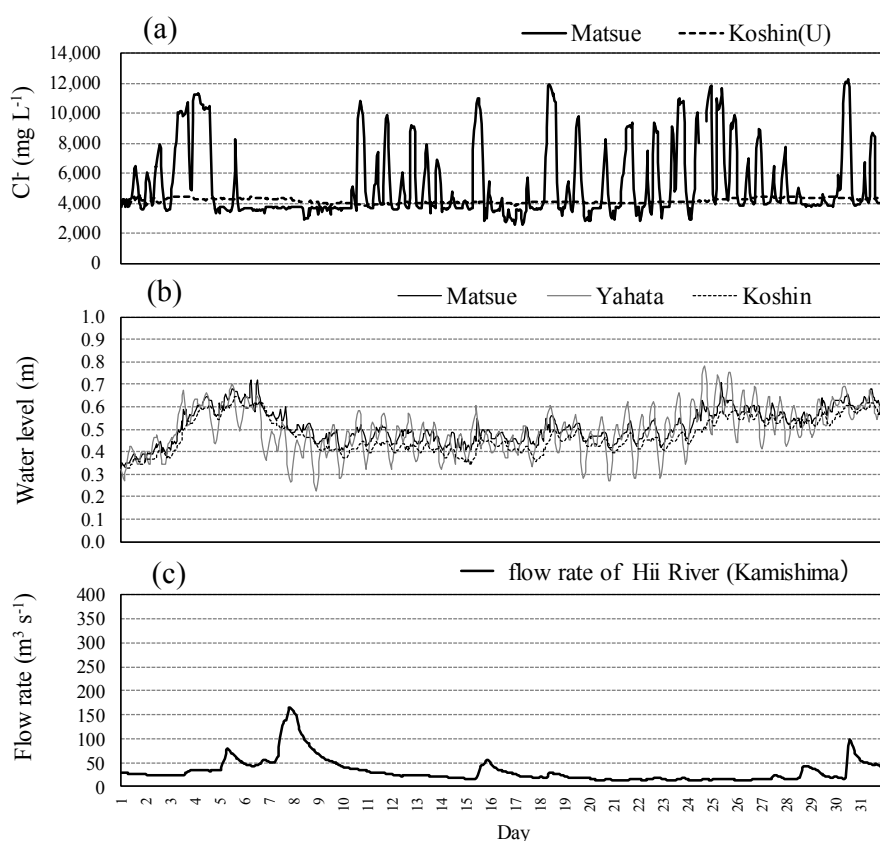 (a)
Matsue Koshin(U)
Cl⁻ (mg L⁻¹)
14,000
12,000
10,000
8,000
6,000
4,000
2,000
0
(b)
Matsue Yahata Koshin
Water level (m)
1.0
0.9
0.8
0.7
0.6
0.5
0.4
0.3
0.2
0.1
0.0
(c)
flow rate of Hii River (Kamishima)
Flow rate (m³ s⁻¹)
400
350
300
250
200
150
100
50
0
1 2 3 4 5 6 7 8 9 10 11 12 13 14 15 16 17 18 19 20 21 22 23 24 25 26 27 28 29 30 31
Day